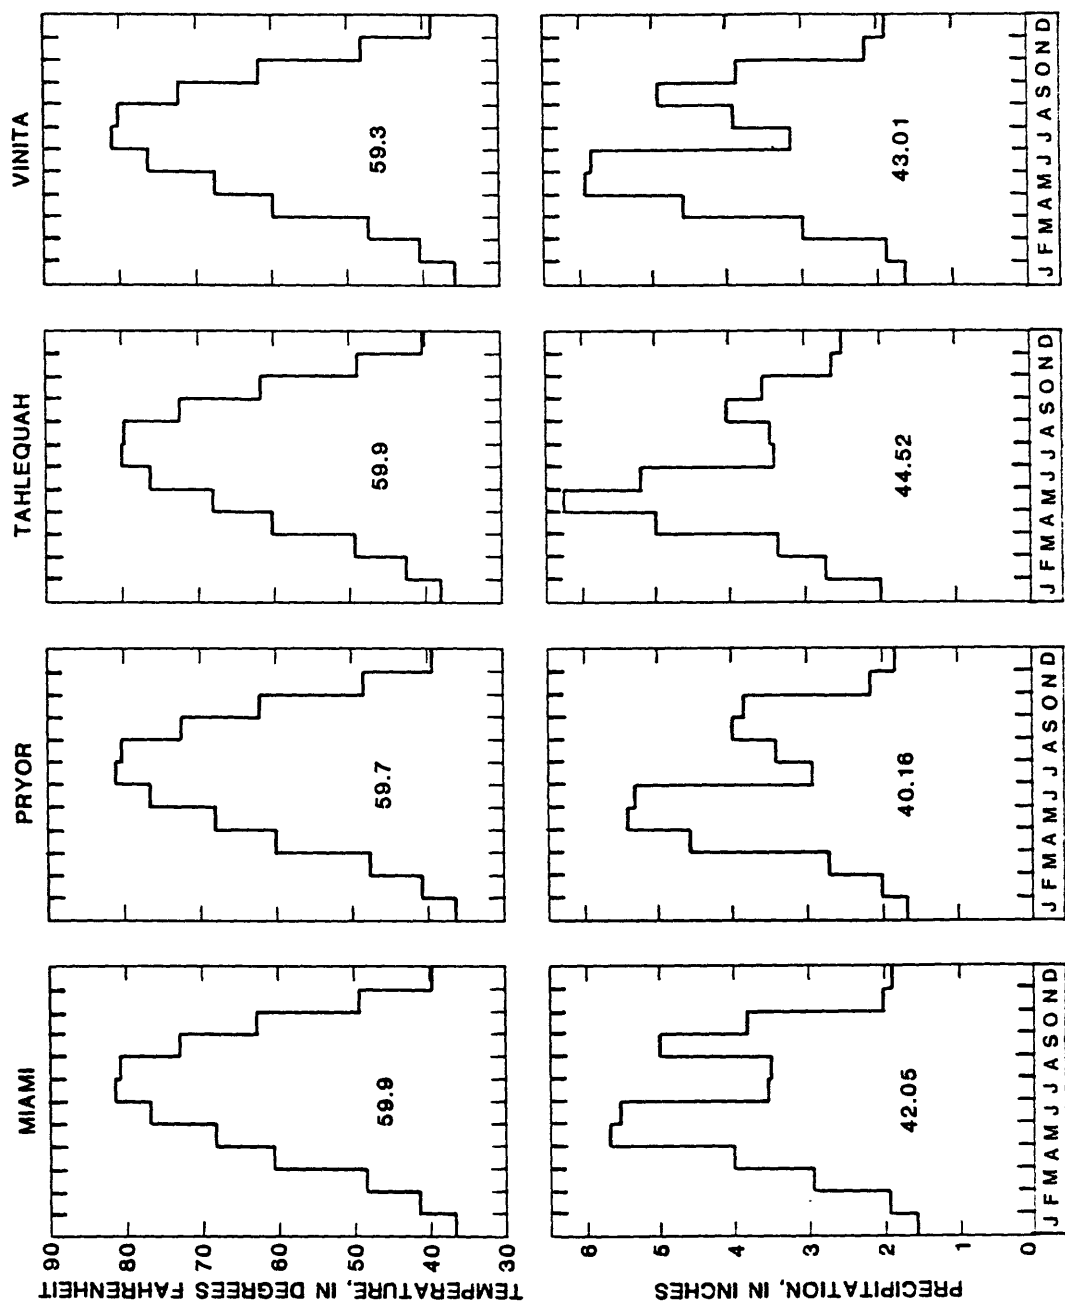 MIAMI
PRYOR
TAHLEQUAH
VINITA
TEMPERATURE, IN DEGREES FAHRENHEIT
90
80
70
60
50
40
30
59.9
59.7
59.9
59.3
PRECIPITATION, IN INCHES
6
5
4
3
2
1
0
42.05
40.16
44.52
43.01
J F M A M J J A S O N D
J F M A M J J A S O N D
J F M A M J J A S O N D
J F M A M J J A S O N D